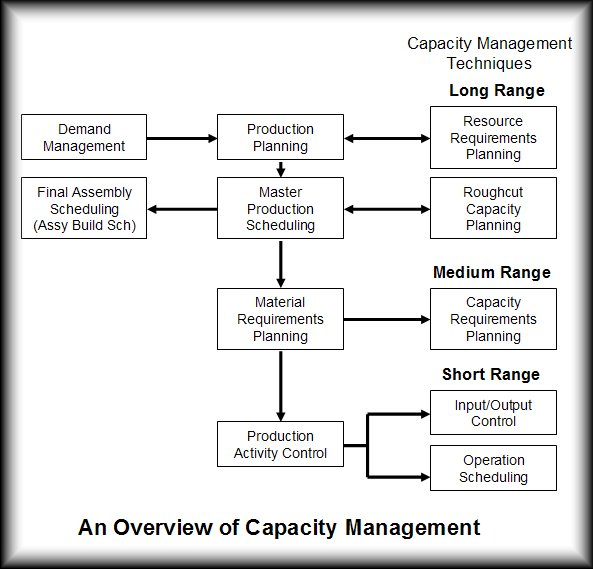 Capacity Management
Techniques
Long Range
Demand
Management
Production
Planning
Resource
Requirements
Planning
Final Assembly
Scheduling
(Assy Build Sch)
Master
Production
Scheduling
Roughcut
Capacity
Planning
Medium Range
Material
Requirements
Planning
Capacity
Requirements
Planning
Short Range
Input/Output
Control
Production
Activity Control
Operation
Scheduling
An Overview of Capacity Management